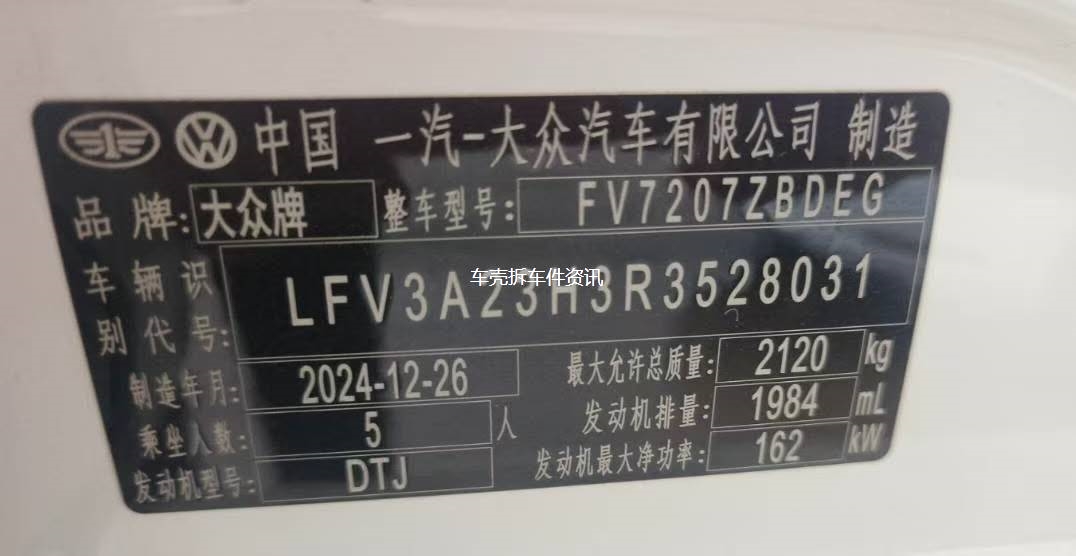 中国 一汽-大众汽车有限公司 制造
品牌: 大众牌 整车型号: FV7207ZBDEG
车辆识别代号: LFV3A23H3R3528031
车壳拆车件资讯
制造年月: 2024-12-26 最大允许总质量: 2120 kg
乘坐人数: 5 人 发动机排量: 1984 mL
发动机型号: DTJ 发动机最大净功率: 162 kW